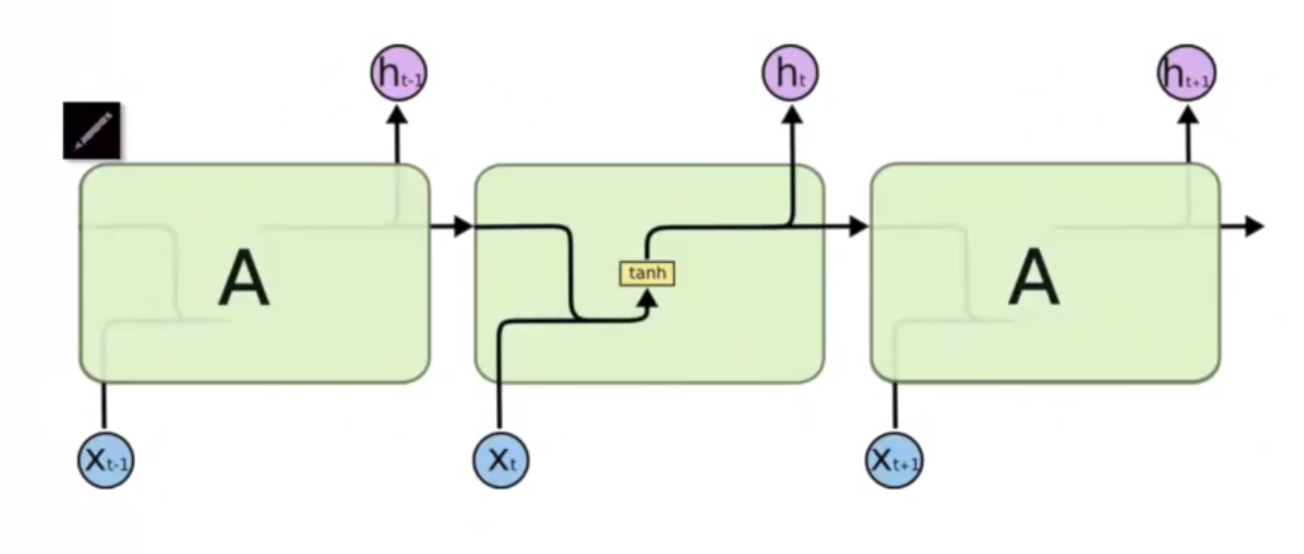 h t-1 h t h t+1
A tanh A
X t-1 X t X t+1